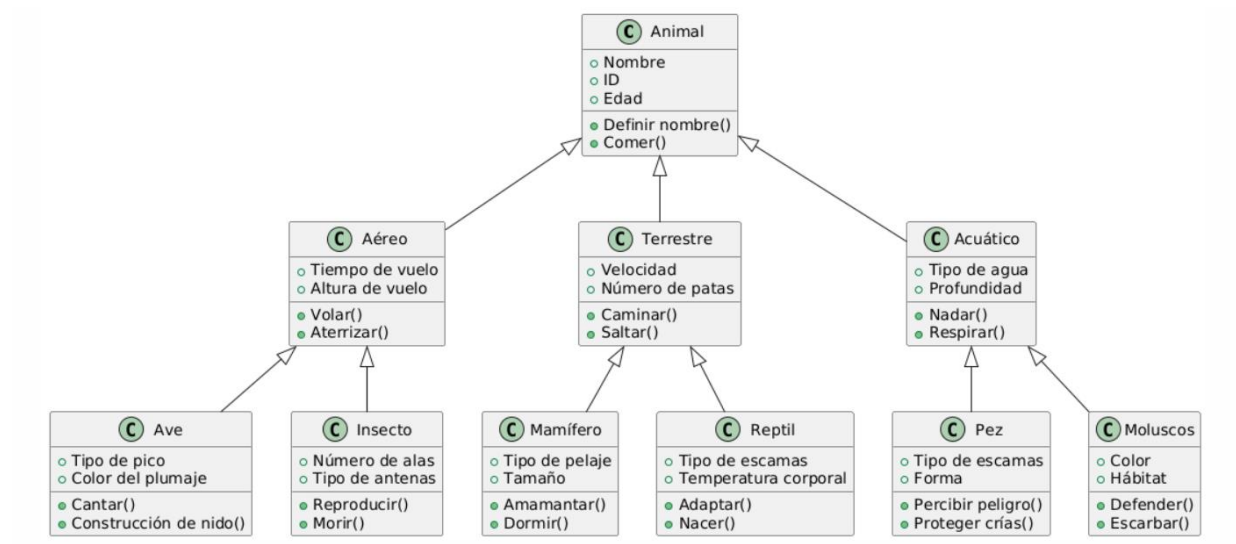 C Animal
Nombre
ID
Edad
Definir nombre()
Comer()
C Aéreo
Tiempo de vuelo
Altura de vuelo
Volar()
Aterrizar()
C Terrestre
Velocidad
Número de patas
Caminar()
Saltar()
C Acuático
Tipo de agua
Profundidad
Nadar()
Respirar()
C Ave
Tipo de pico
Color del plumaje
Cantar()
Construcción de nido()
C Insecto
Número de alas
Tipo de antenas
Reproducir()
Morir()
C Mamífero
Tipo de pelaje
Tamaño
Amamantar()
Dormir()
C Reptil
Tipo de escamas
Temperatura corporal
Adaptar()
Nacer()
C Pez
Tipo de escamas
Forma
Percibir peligro()
Proteger crías()
C Moluscos
Color
Hábitat
Defender()
Escarbar()